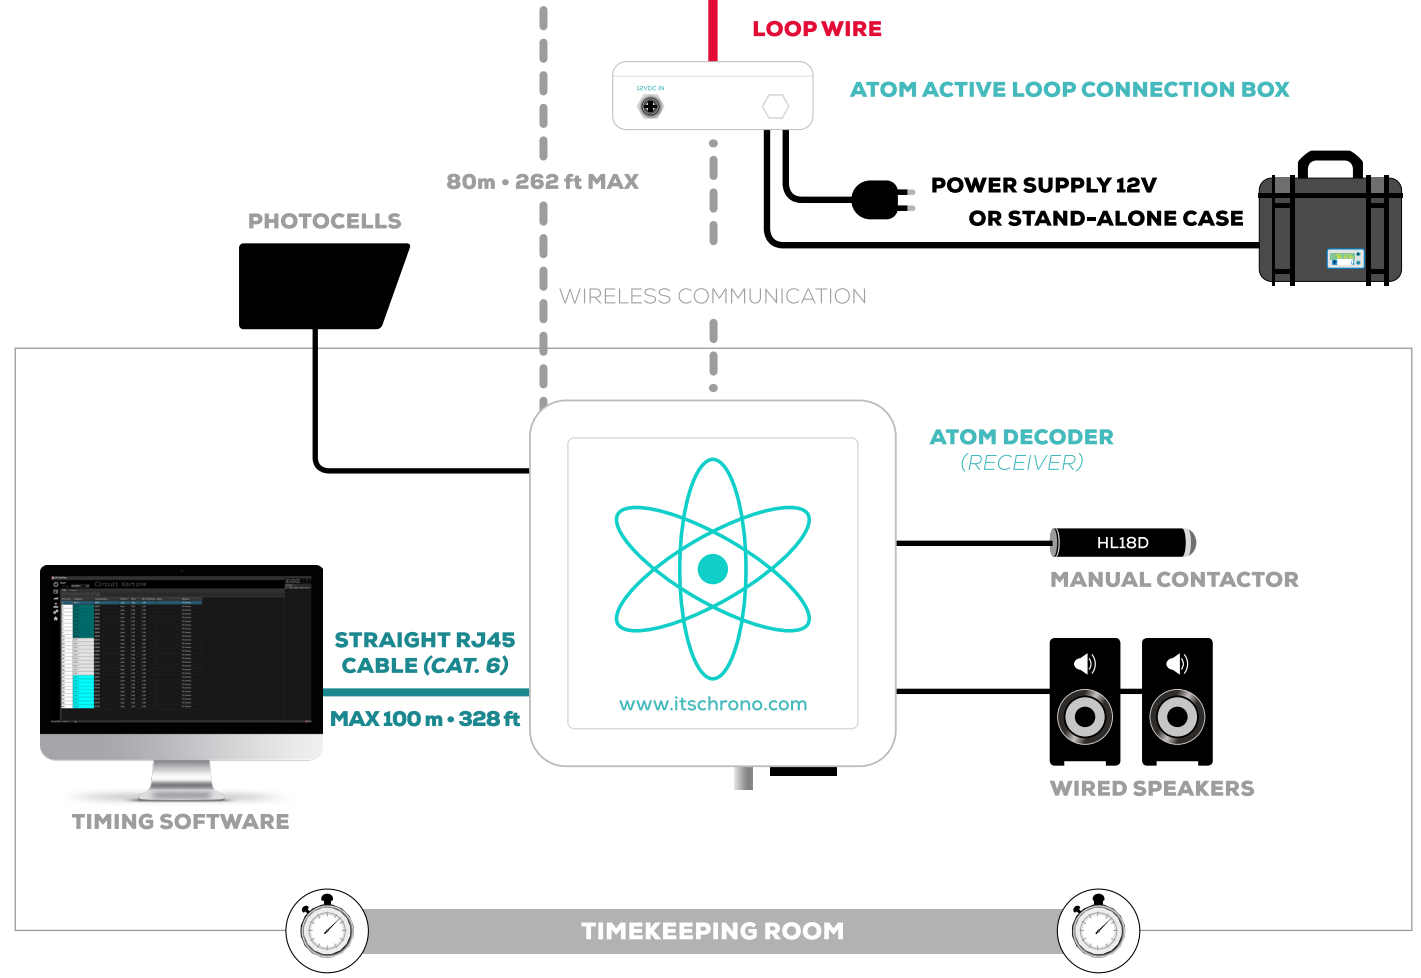 LOOP WIRE
12VDC IN
ATOM ACTIVE LOOP CONNECTION BOX
80m • 262 ft MAX
POWER SUPPLY 12V
OR STAND-ALONE CASE
PHOTOCELLS
WIRELESS COMMUNICATION
ATOM DECODER
(RECEIVER)
HL18D
MANUAL CONTACTOR
Circuit Kartine
STRAIGHT RJ45
CABLE (CAT. 6)
MAX 100 m • 328 ft
www.itschrono.com
WIRED SPEAKERS
TIMING SOFTWARE
TIMEKEEPING ROOM